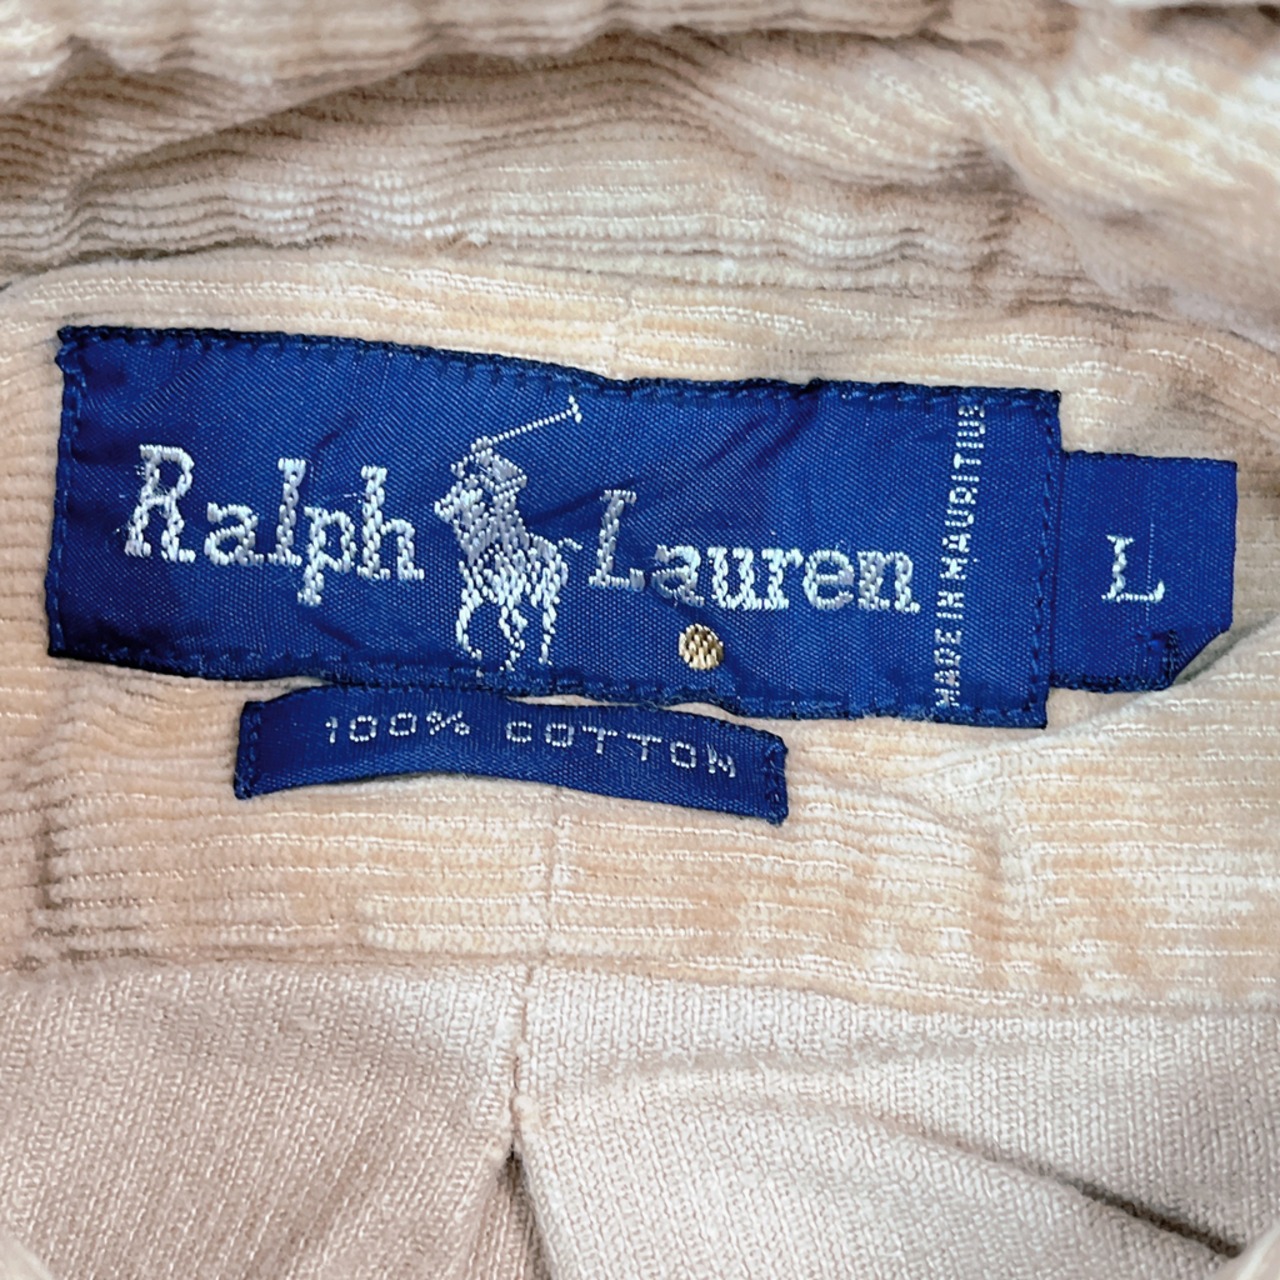 Ralph Lauren
MADE IN MAURITIUS
L
100% COTTON